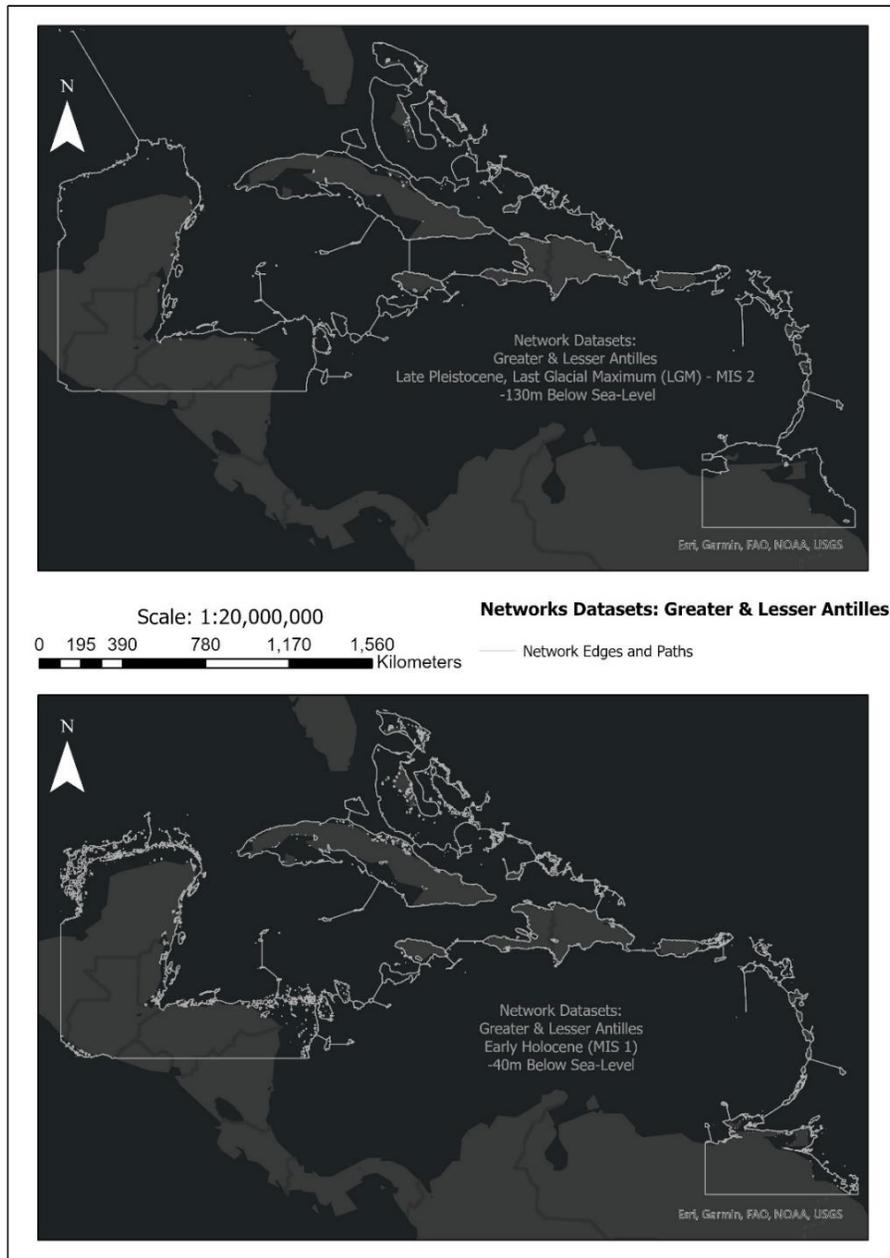 N
Network Datasets:
Greater & Lesser Antilles
Late Pleistocene, Last Glacial Maximum (LGM) - MIS 2
-130m Below Sea-Level
Esri, Garmin, FAO, NOAA, USGS
Scale: 1:20,000,000
0 195 390 780 1,170 1,560
Kilometers
Networks Datasets: Greater & Lesser Antilles
Network Edges and Paths
N
Network Datasets:
Greater & Lesser Antilles
Early Holocene (MIS 1)
-40m Below Sea-Level
Esri, Garmin, FAO, NOAA, USGS